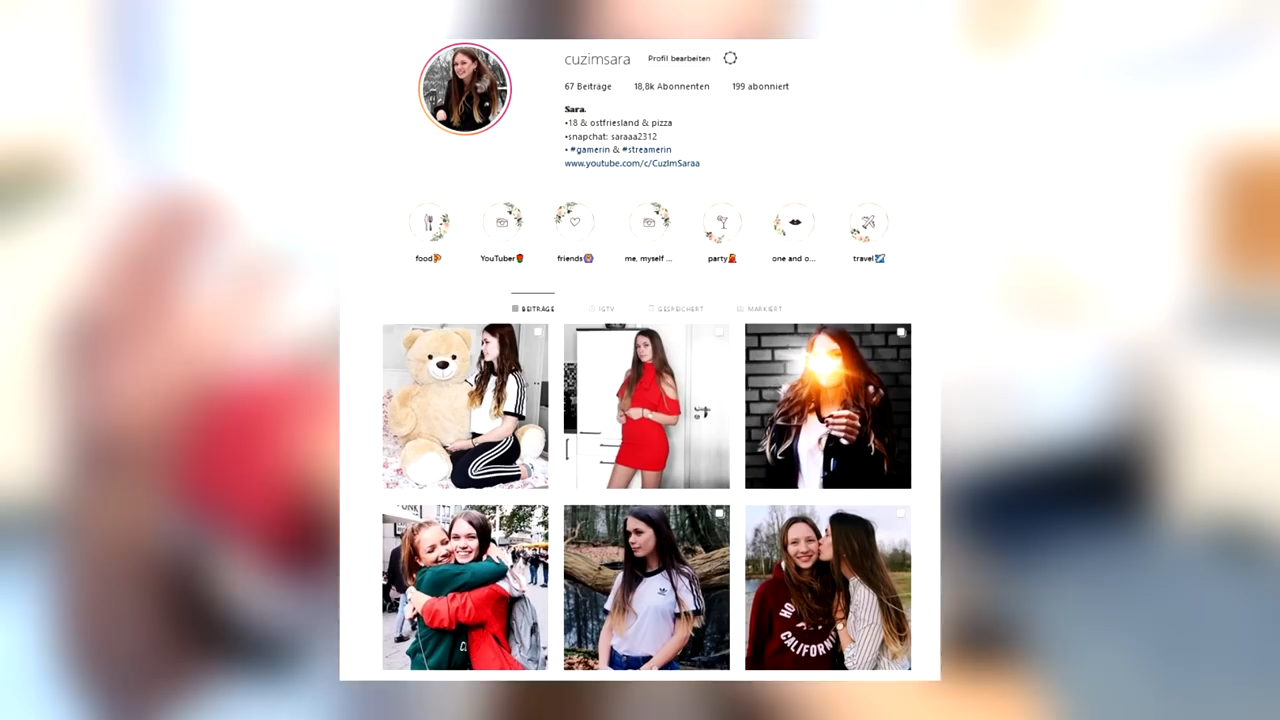 cuzimsara Profil bearbeiten
67 Beiträge 18,8k Abonnenten 199 abonniert
Sara.
•18 & ostfriesland & pizza
•snapchat: saraaa2312
• #gamerin & #streamerin
www.youtube.com/c/CuzImSaraa
food YouTuber friends me, myself ... party one and o... travel
BEITRÄGE IGTV GESPEICHERT MARKIERT
CALIFORN